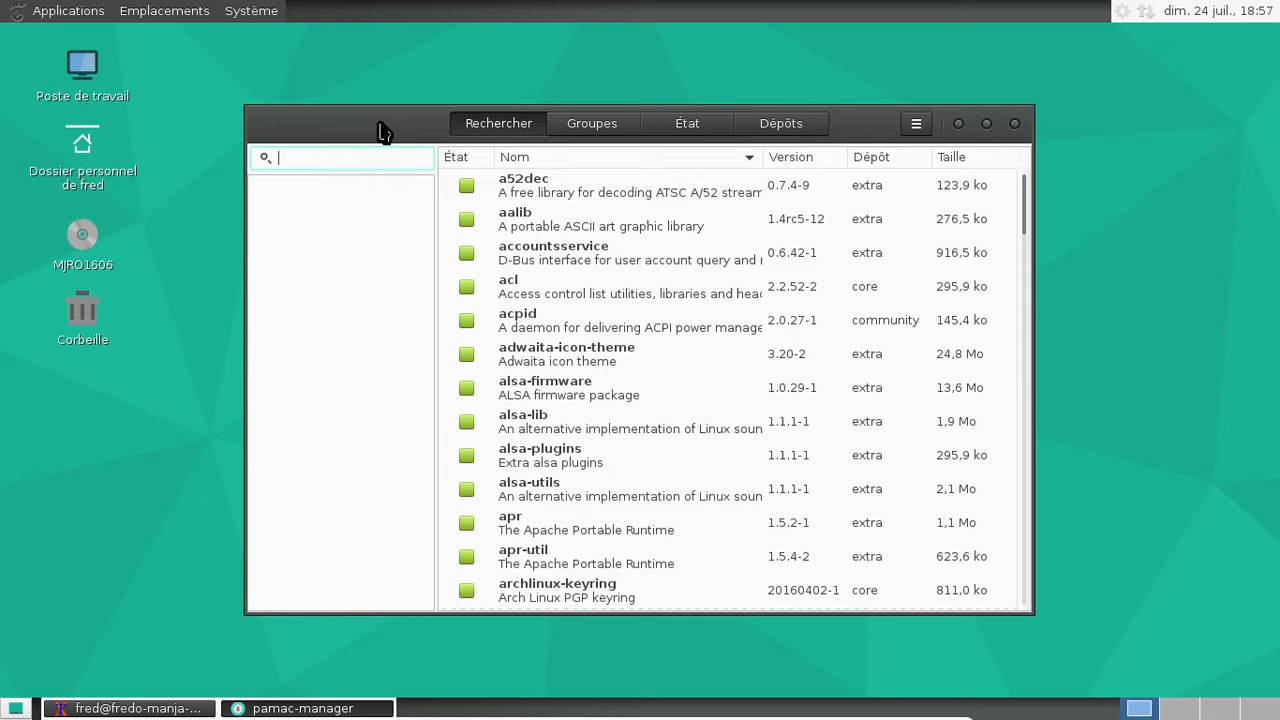 Applications Emplacements Système dim. 24 juil., 18:57
Poste de travail
Dossier personnel
de fred
MJRO1606
Corbeille
Rechercher Groupes État Dépôts
État Nom Version Dépôt Taille
a52dec
A free library for decoding ATSC A/52 stream 0.7.4-9 extra 123,9 ko
aalib
A portable ASCII art graphic library 1.4rc5-12 extra 276,5 ko
accountsservice
D-Bus interface for user account query and 0.6.42-1 extra 916,5 ko
acl
Access control list utilities, libraries and head 2.2.52-2 core 295,9 ko
acpid
A daemon for delivering ACPI power manage 2.0.27-1 community 145,4 ko
adwaita-icon-theme
Adwaita icon theme 3.20-2 extra 24,8 Mo
alsa-firmware
ALSA firmware package 1.0.29-1 extra 13,6 Mo
alsa-lib
An alternative implementation of Linux soun 1.1.1-1 extra 1,9 Mo
alsa-plugins
Extra alsa plugins 1.1.1-1 extra 295,9 ko
alsa-utils
An alternative implementation of Linux soun 1.1.1-1 extra 2,1 Mo
apr
The Apache Portable Runtime 1.5.2-1 extra 1,1 Mo
apr-util
The Apache Portable Runtime 1.5.4-2 extra 623,6 ko
archlinux-keyring
Arch Linux PGP keyring 20160402-1 core 811,0 ko
fred@fredo-manja-... pamac-manager